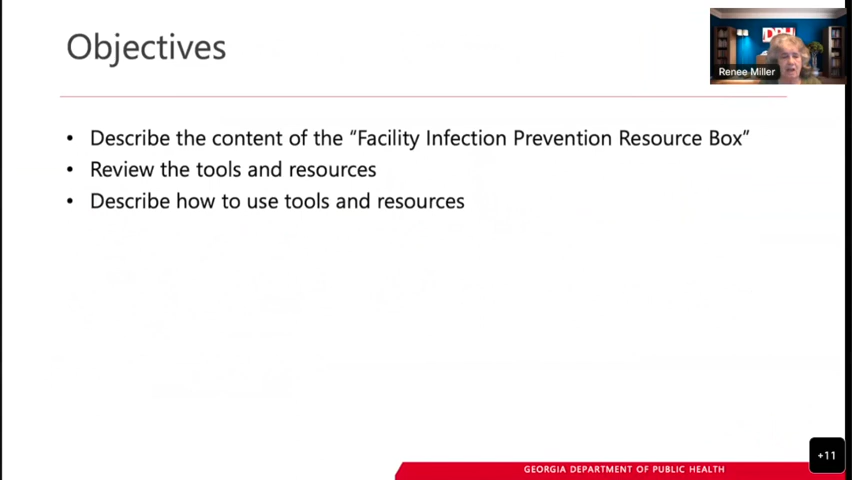 Objectives
DPH
Renee Miller
• Describe the content of the “Facility Infection Prevention Resource Box”
• Review the tools and resources
• Describe how to use tools and resources
+11
GEORGIA DEPARTMENT OF PUBLIC HEALTH